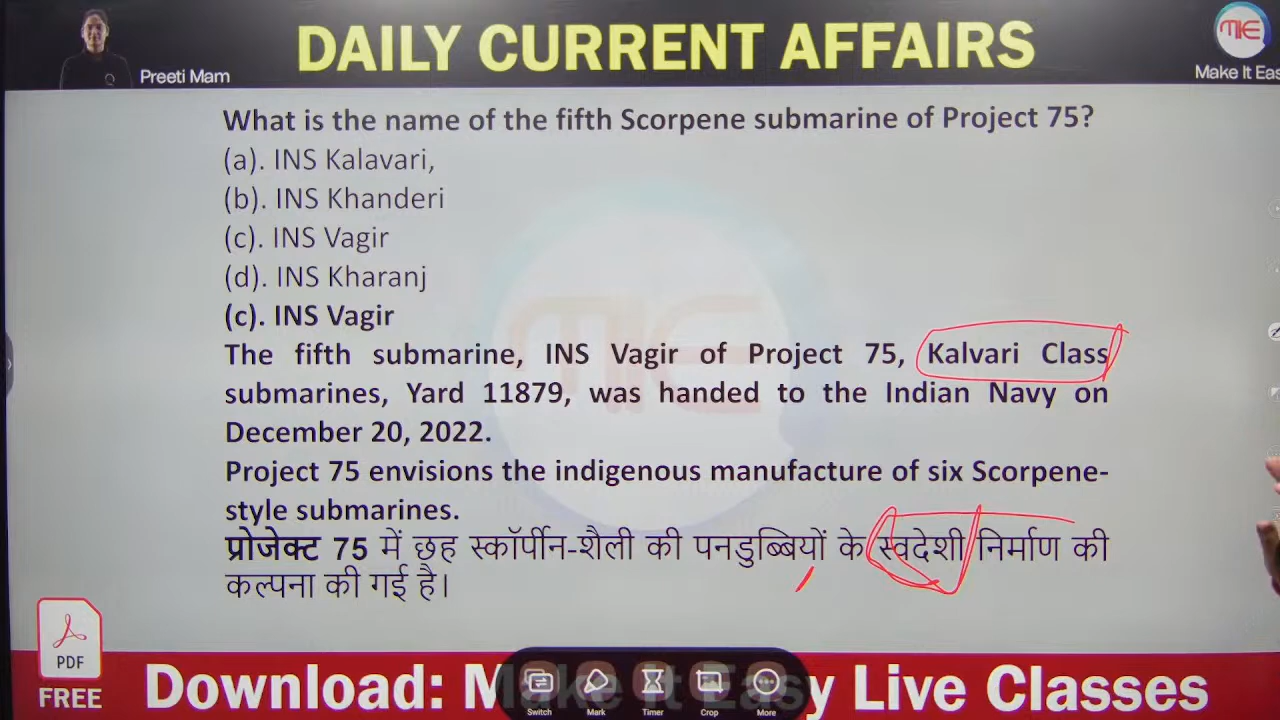 DAILY CURRENT AFFAIRS
Preeti Mam
MIE
Make It Eas
What is the name of the fifth Scorpene submarine of Project 75?
(a). INS Kalavari,
(b). INS Khanderi
(c). INS Vagir
(d). INS Kharanj
(c). INS Vagir
The fifth submarine, INS Vagir of Project 75, Kalvari Class
submarines, Yard 11879, was handed to the Indian Navy on
December 20, 2022.
Project 75 envisions the indigenous manufacture of six Scorpene-
style submarines.
प्रोजेक्ट 75 में छह स्कॉर्पीन-शैली की पनडुब्बियों के स्वदेशी निर्माण की
कल्पना की गई है।
PDF
FREE
Download: M Make It Easy Live Classes
Switch
Mark
Timer
Crop
More